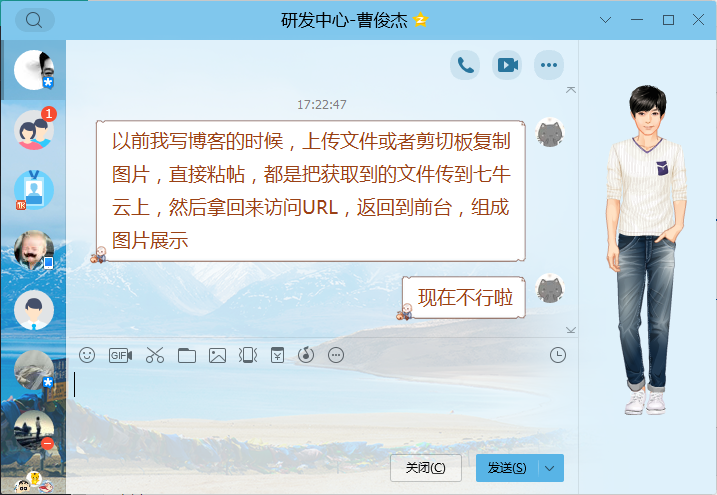 研发中心-曹俊杰
1
17:22:47
以前我写博客的时候，上传文件或者剪切板复制
图片，直接粘帖，都是把获取到的文件传到七牛
云上，然后拿回来访问URL，返回到前台，组成
图片展示
现在不行啦
GIF
关闭(C)
发送(S)